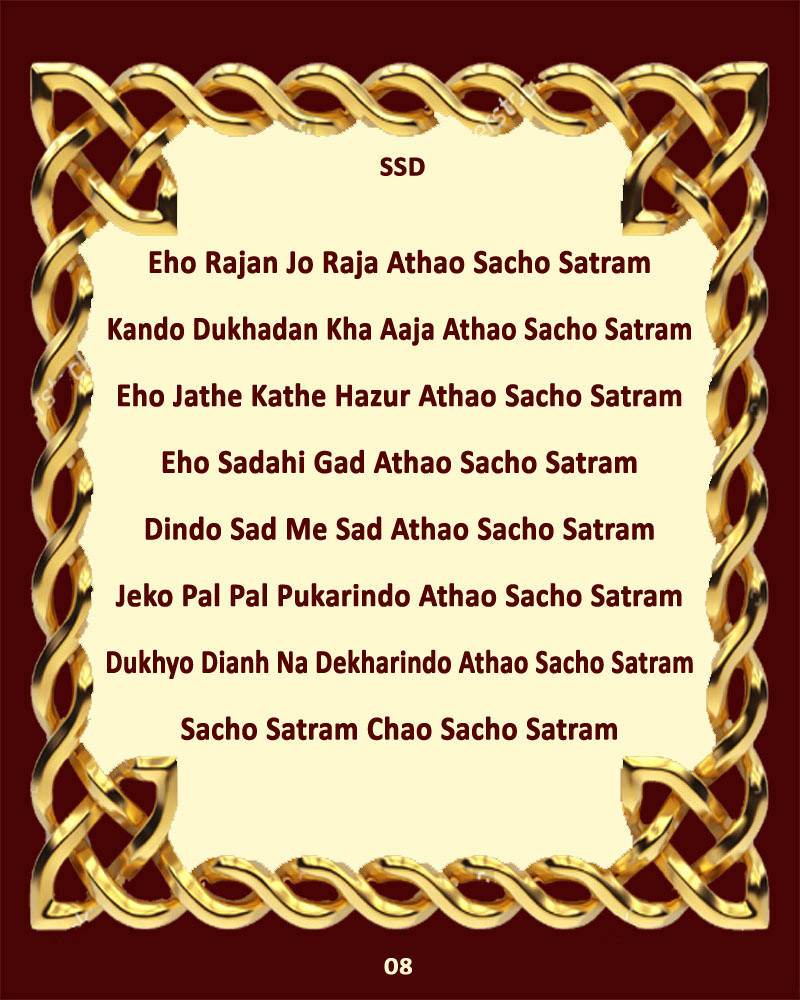 SSD
Eho Rajan Jo Raja Athao Sacho Satram
Kando Dukhadan Kha Aaja Athao Sacho Satram
Eho Jathe Kathe Hazur Athao Sacho Satram
Eho Sadahi Gad Athao Sacho Satram
Dindo Sad Me Sad Athao Sacho Satram
Jeko Pal Pal Pukarindo Athao Sacho Satram
Dukhyo Dianh Na Dekharindo Athao Sacho Satram
Sacho Satram Chao Sacho Satram
08